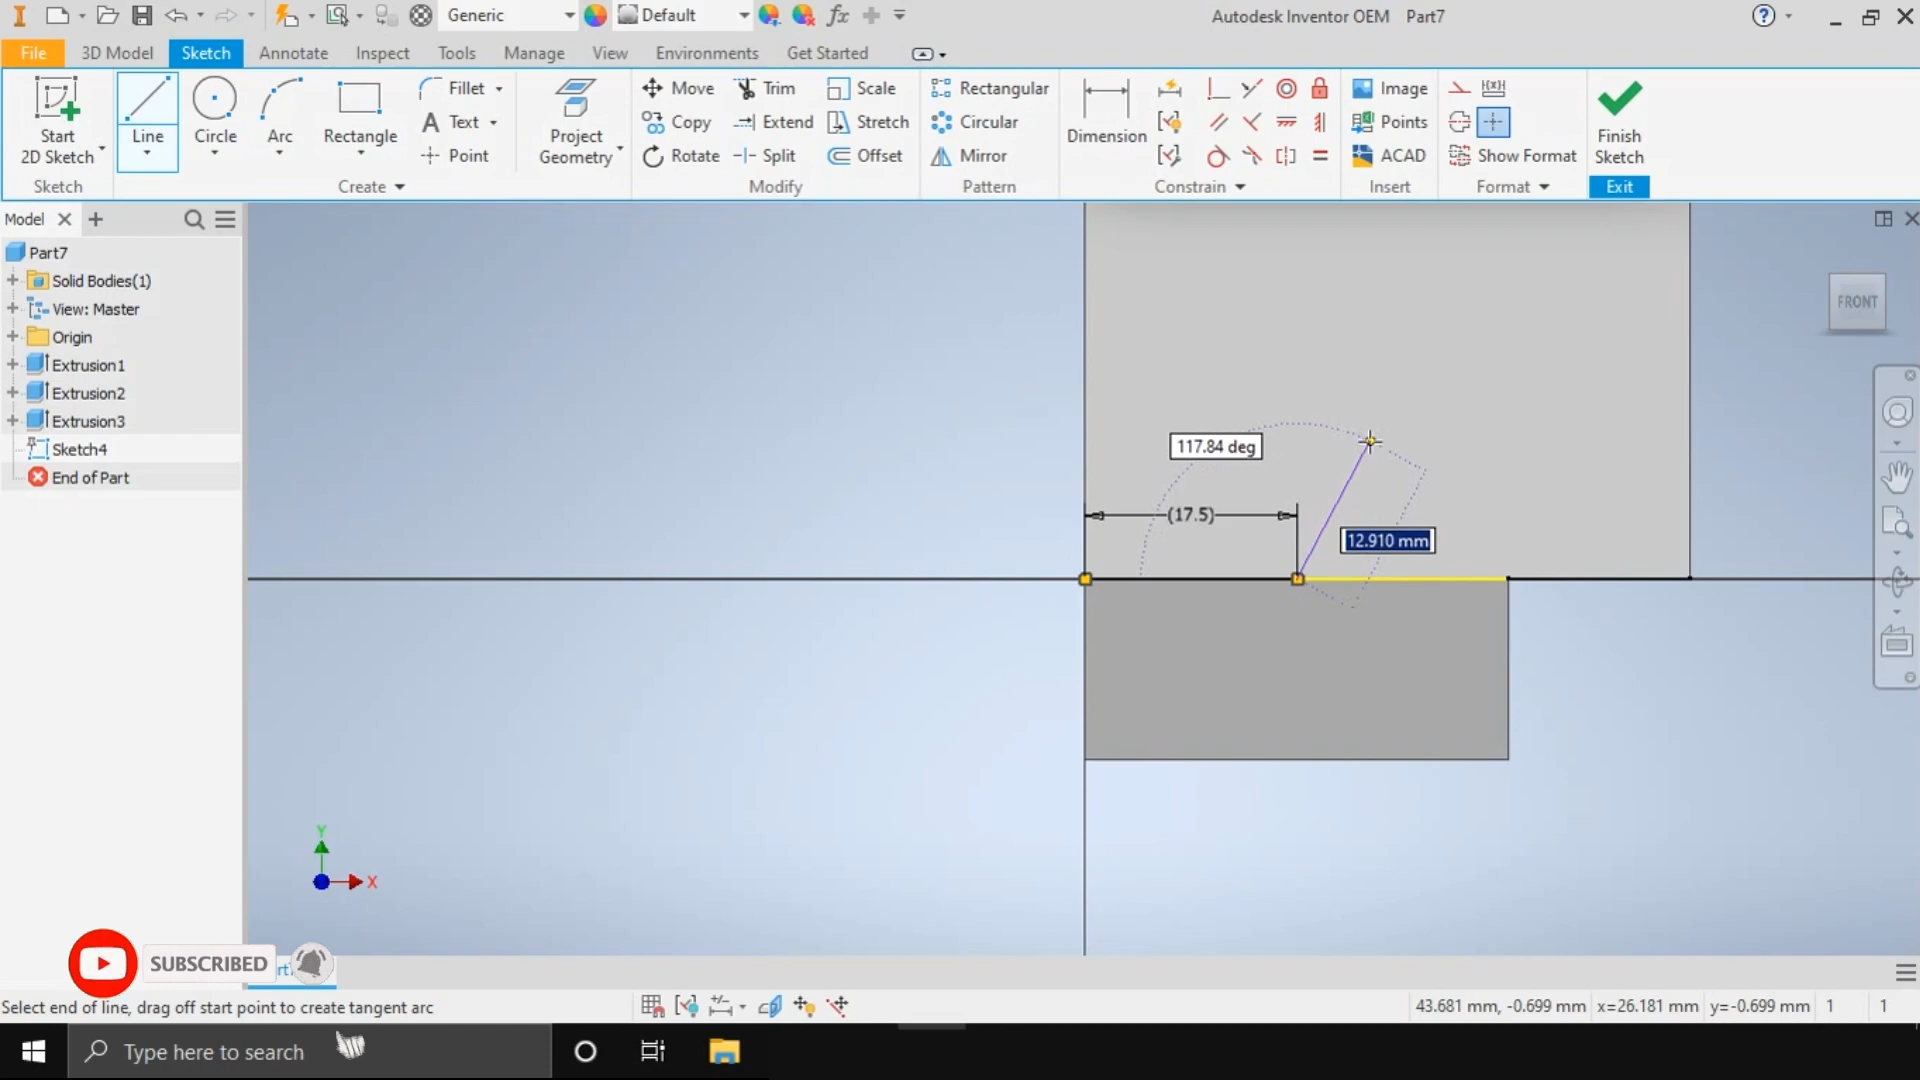 Generic
Default
fx
Autodesk Inventor OEM Part7
File 3D Model Sketch Annotate Inspect Tools Manage View Environments Get Started
Start 2D Sketch
Line
Circle
Arc
Rectangle
Fillet
Text
Point
Project Geometry
Move
Copy
Rotate
Trim
Extend
Split
Scale
Stretch
Offset
Rectangular
Circular
Mirror
Dimension
Image
Points
ACAD
Show Format
Finish Sketch
Sketch
Create
Modify
Pattern
Constrain
Insert
Format
Exit
Model
Part7
Solid Bodies(1)
View: Master
Origin
Extrusion1
Extrusion2
Extrusion3
Sketch4
End of Part
FRONT
117.84 deg
(17.5)
12.910 mm
Y
X
SUBSCRIBED
Select end of line, drag off start point to create tangent arc
43.681 mm, -0.699 mm x=26.181 mm y=-0.699 mm 1 1
Type here to search